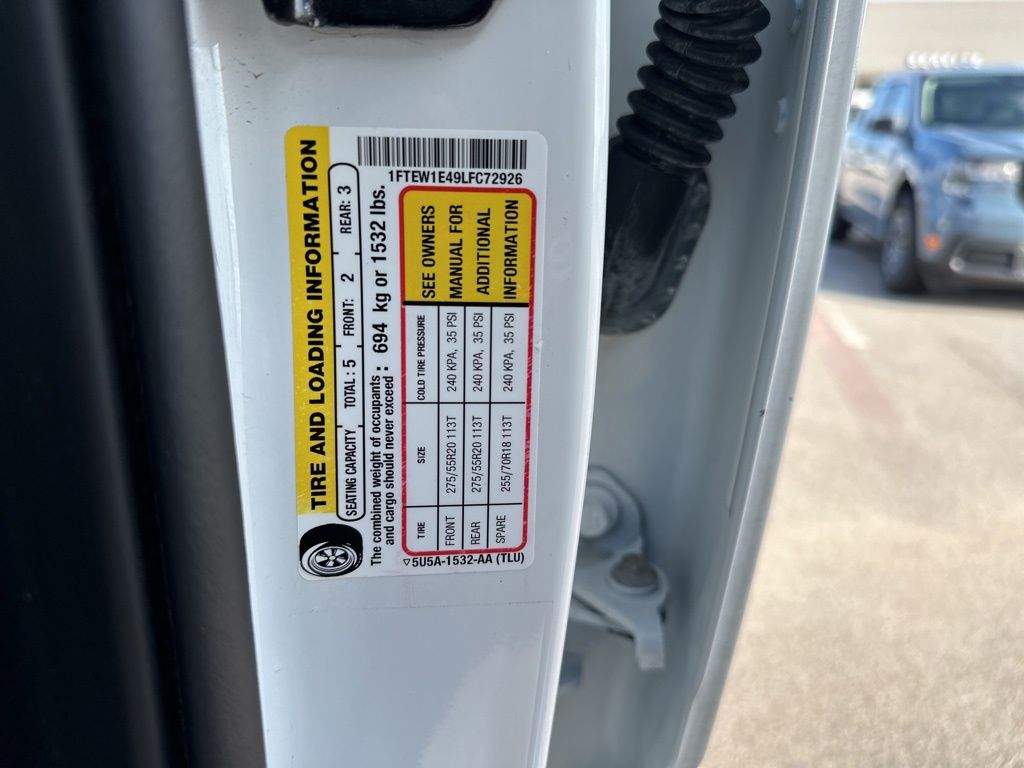 TIRE AND LOADING INFORMATION
1FTEW1E49LFC72926
SEATING CAPACITY TOTAL: 5 FRONT: 2 REAR: 3
The combined weight of occupants
and cargo should never exceed : 694 kg or 1532 lbs.
TIRE SIZE COLD TIRE PRESSURE SEE OWNERS
FRONT 275/55R20 113T 240 KPA, 35 PSI MANUAL FOR
REAR 275/55R20 113T 240 KPA, 35 PSI ADDITIONAL
SPARE 255/70R18 113T 240 KPA, 35 PSI INFORMATION
▽5U5A-1532-AA (TLU)